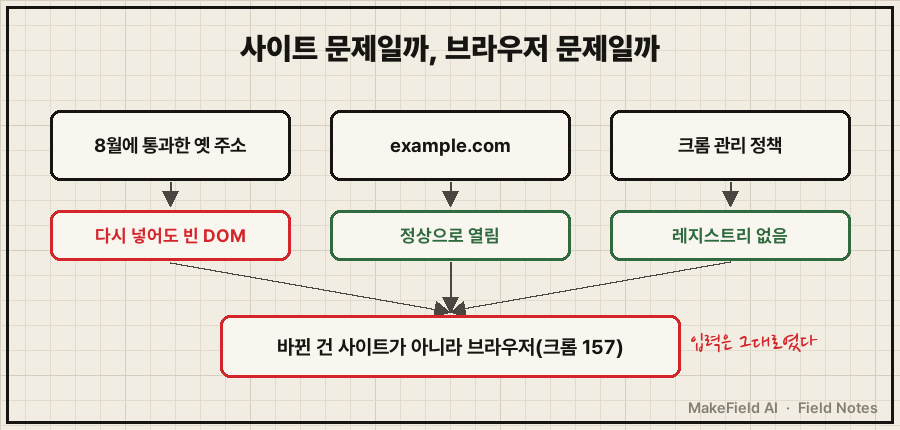 사이트 문제일까, 브라우저 문제일까
8월에 통과한 옛 주소
example.com
크롬 관리 정책
다시 넣어도 빈 DOM
정상으로 열림
레지스트리 없음
바뀐 건 사이트가 아니라 브라우저(크롬 157)
입력은 그대로였다
MakeField AI · Field Notes